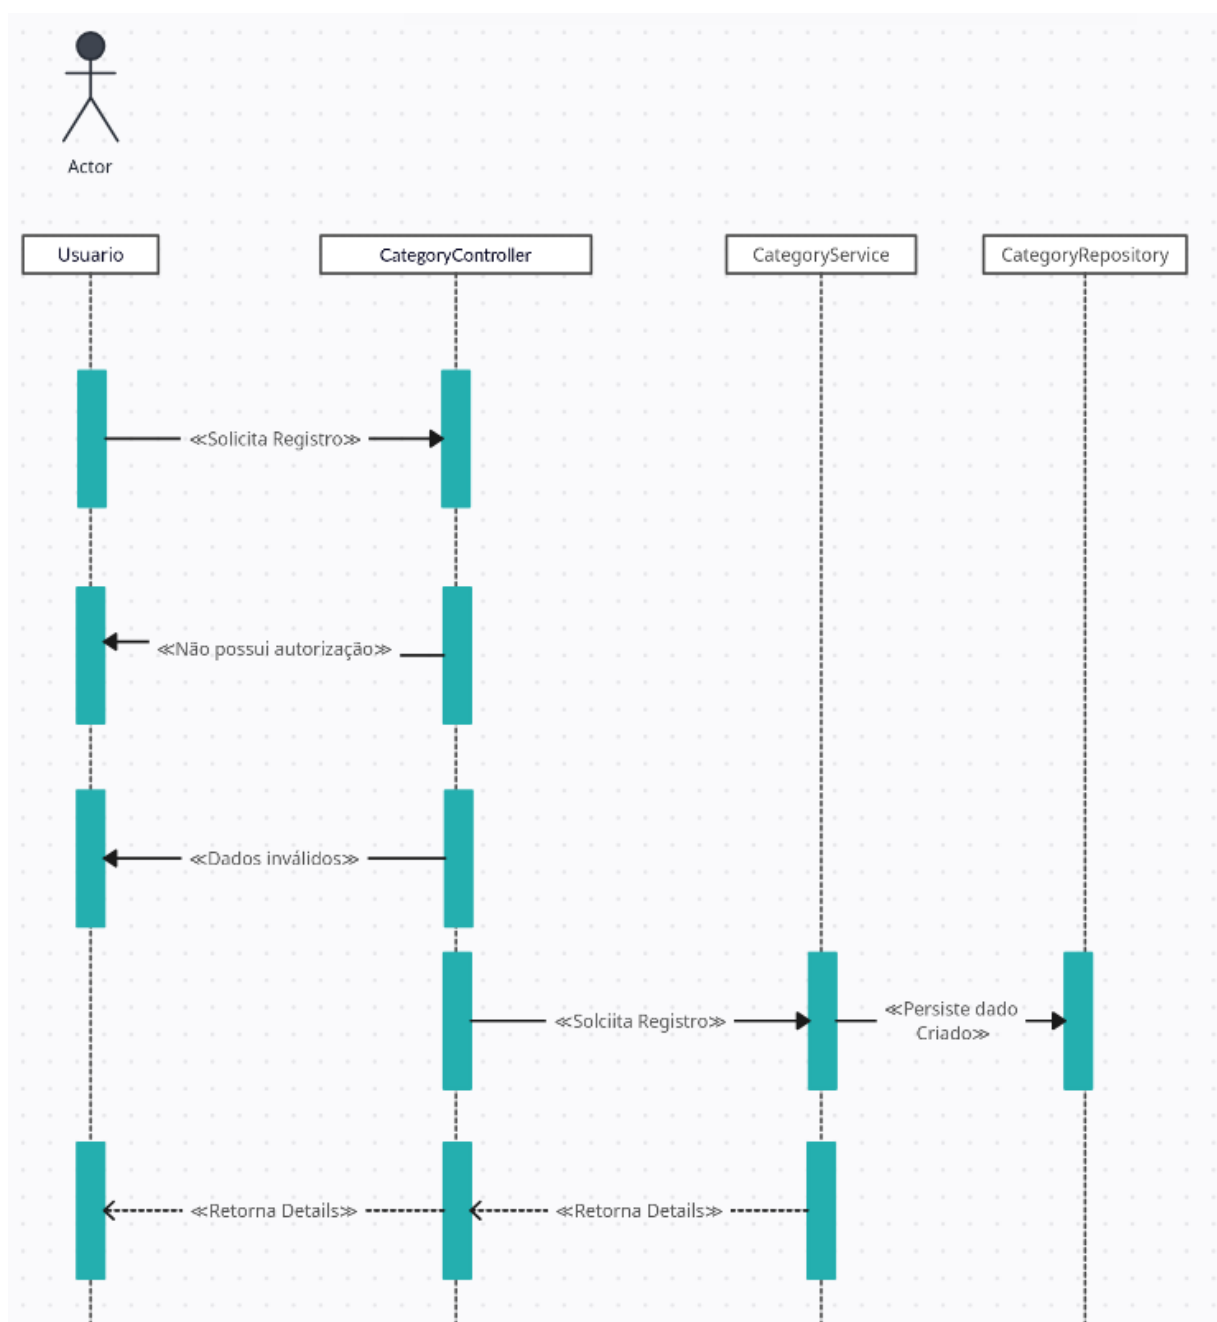 Actor
Usuario
CategoryController
CategoryService
CategoryRepository
≪Solicita Registro≫
≪Não possui autorização≫
≪Dados inválidos≫
≪Solciita Registro≫
≪Persiste dado
Criado≫
≪Retorna Details≫
≪Retorna Details≫